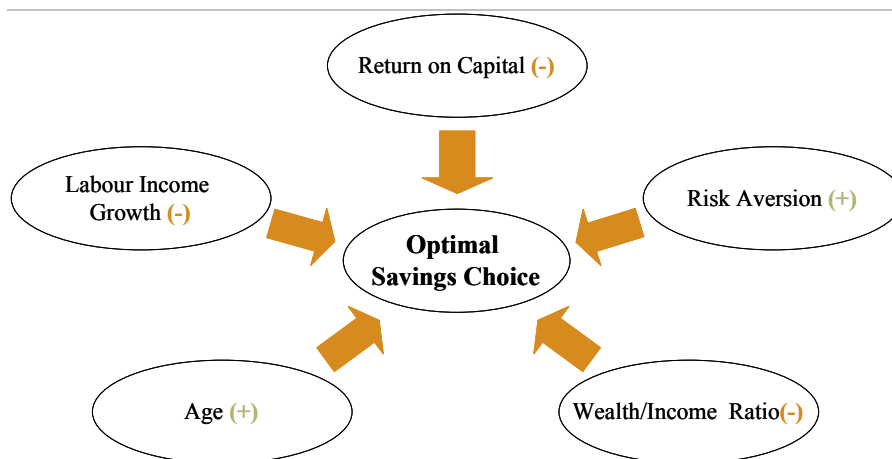 Return on Capital (-)
Labour Income
Growth (-)
Risk Aversion (+)
Optimal
Savings Choice
Age (+)
Wealth/Income Ratio(-)